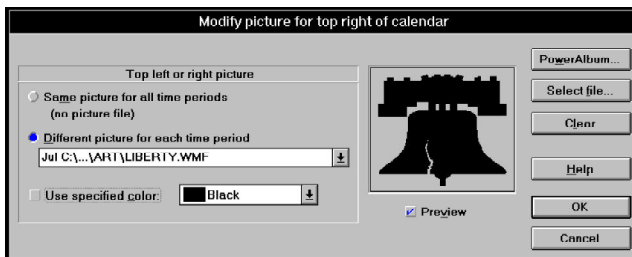 Modify picture for top right of calendar
Top left or right picture
Same picture for all time periods
(no picture file)
Different picture for each time period
Jul C:\...\ART\LIBERTY.WMF
Use specified color:
Black
Preview
PowerAlbum...
Select file...
Clear
Help
OK
Cancel